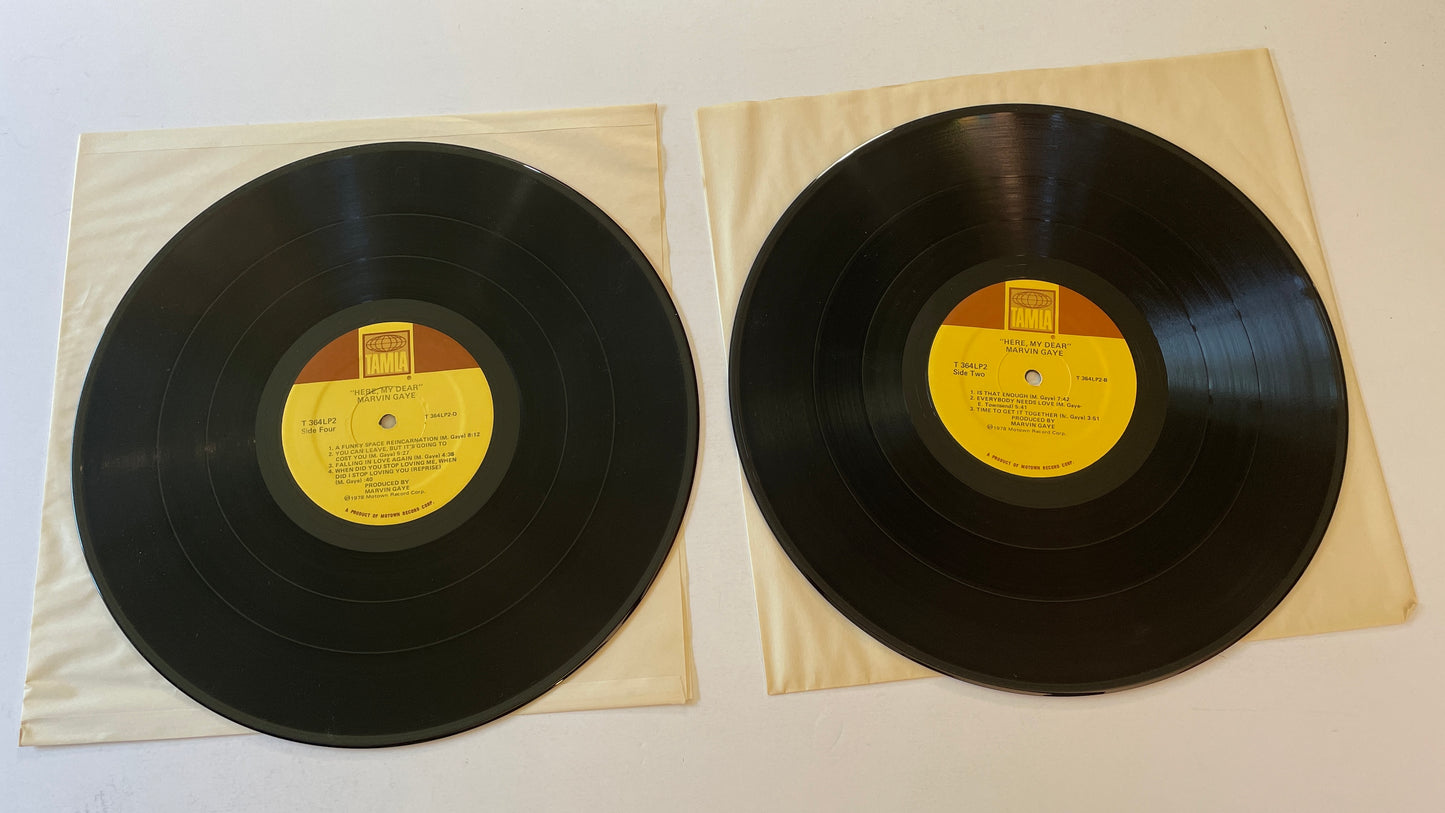 TAMLA
®
"HERE, MY DEAR"
MARVIN GAYE
T 364LP2
Side Four
T 364LP2-D
1. A FUNKY SPACE REINCARNATION (M. Gaye) 8:12
2. YOU CAN LEAVE, BUT IT'S GOING TO
COST YOU (M. Gaye) 5:27
3. FALLING IN LOVE AGAIN (M. Gaye) 4:36
4. WHEN DID YOU STOP LOVING ME, WHEN
DID I STOP LOVING YOU (REPRISE)
(M. Gaye) :40
PRODUCED BY
MARVIN GAYE
℗1978 Motown Record Corp.
A PRODUCT OF MOTOWN RECORD CORP.
TAMLA
®
"HERE, MY DEAR"
MARVIN GAYE
T 364LP2
Side Two
T 364LP2-B
1. IS THAT ENOUGH (M. Gaye) 7:42
2. EVERYBODY NEEDS LOVE (M. Gaye-
E. Townsend) 5:41
3. TIME TO GET IT TOGETHER (M. Gaye) 3:51
PRODUCED BY
MARVIN GAYE
℗1978 Motown Record Corp.
A PRODUCT OF MOTOWN RECORD CORP.